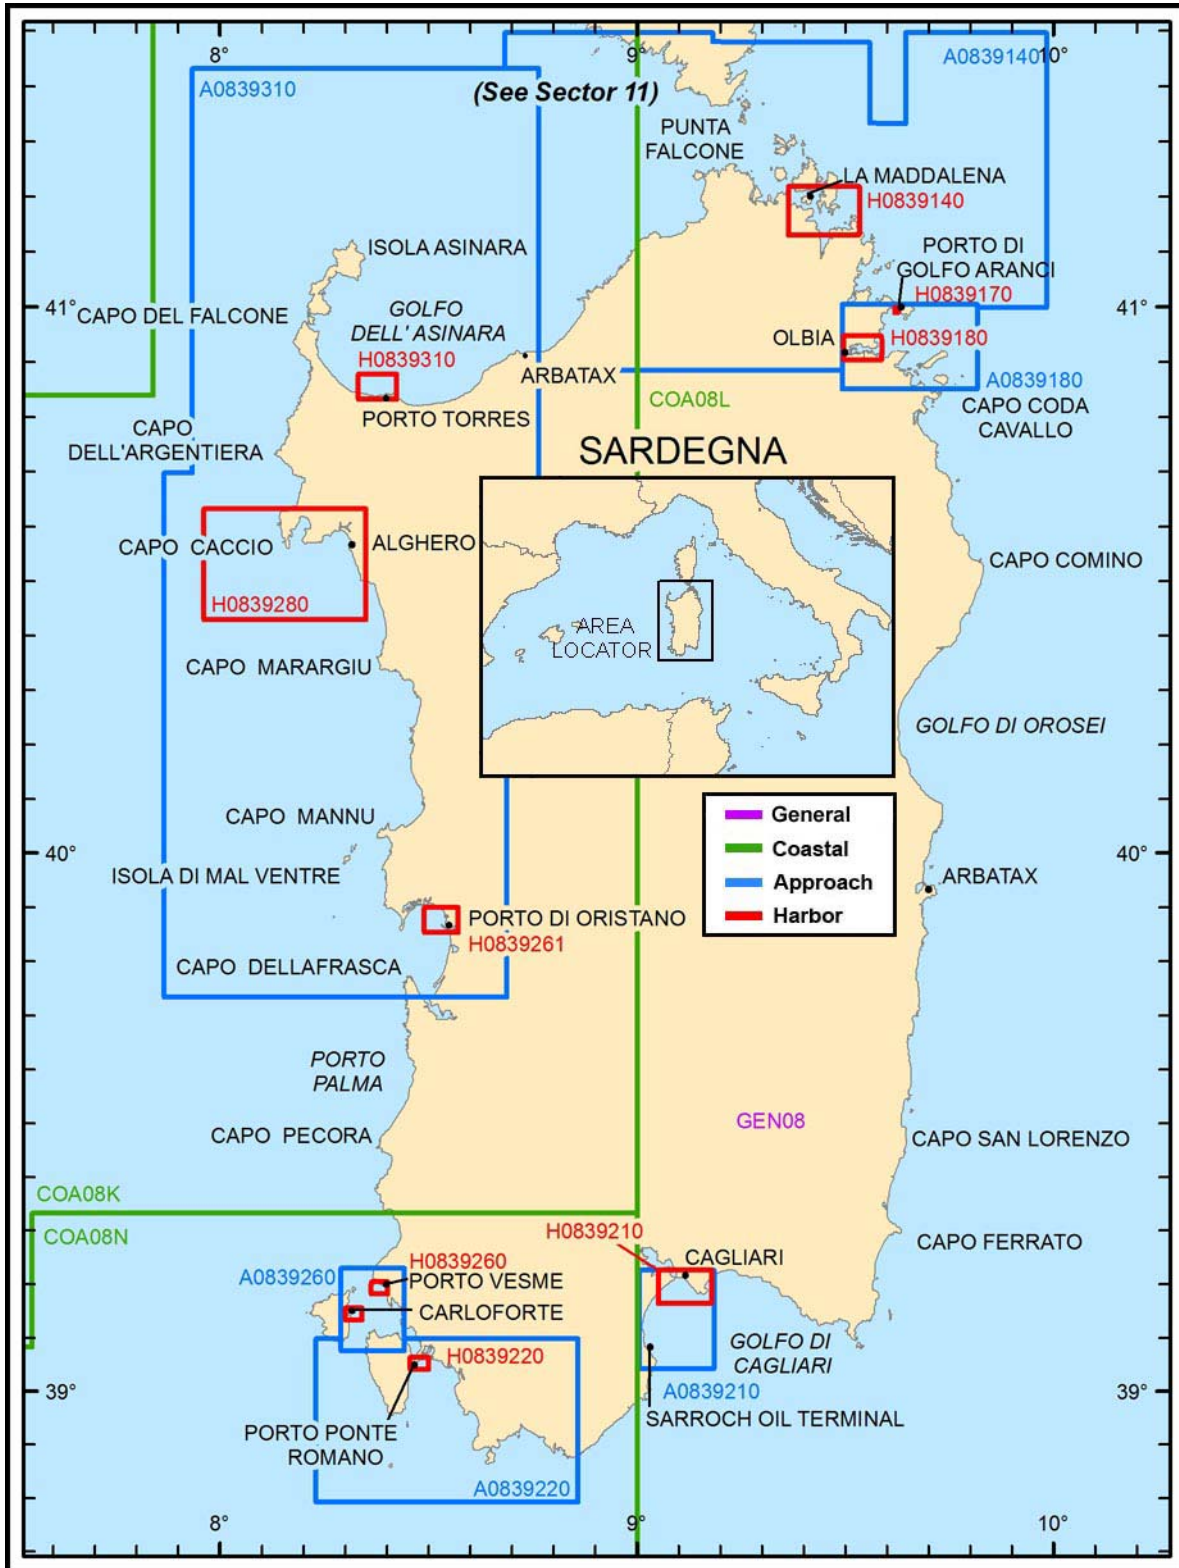 8°
9°
10°
A0839310
A0839140
(See Sector 11)
PUNTA
FALCONE
LA MADDALENA
H0839140
ISOLA ASINARA
PORTO DI
GOLFO ARANCI
H0839170
41°
CAPO DEL FALCONE
GOLFO
DELL' ASINARA
H0839310
OLBIA
H0839180
41°
ARBATAX
A0839180
PORTO TORRES
COA08L
CAPO CODA
CAVALLO
CAPO
DELL'ARGENTIERA
SARDEGNA
CAPO CACCIO
ALGHERO
CAPO COMINO
H0839280
AREA
LOCATOR
CAPO MARARGIU
GOLFO DI OROSEI
CAPO MANNU
General
Coastal
Approach
Harbor
40°
40°
ISOLA DI MAL VENTRE
ARBATAX
PORTO DI ORISTANO
H0839261
CAPO DELLAFRASCA
PORTO
PALMA
GEN08
CAPO PECORA
CAPO SAN LORENZO
COA08K
COA08N
H0839210
CAPO FERRATO
CAGLIARI
A0839260
H0839260
PORTO VESME
CARLOFORTE
GOLFO DI
CAGLIARI
H0839220
39°
A0839210
39°
SARROCH OIL TERMINAL
PORTO PONTE
ROMANO
A0839220
8°
9°
10°